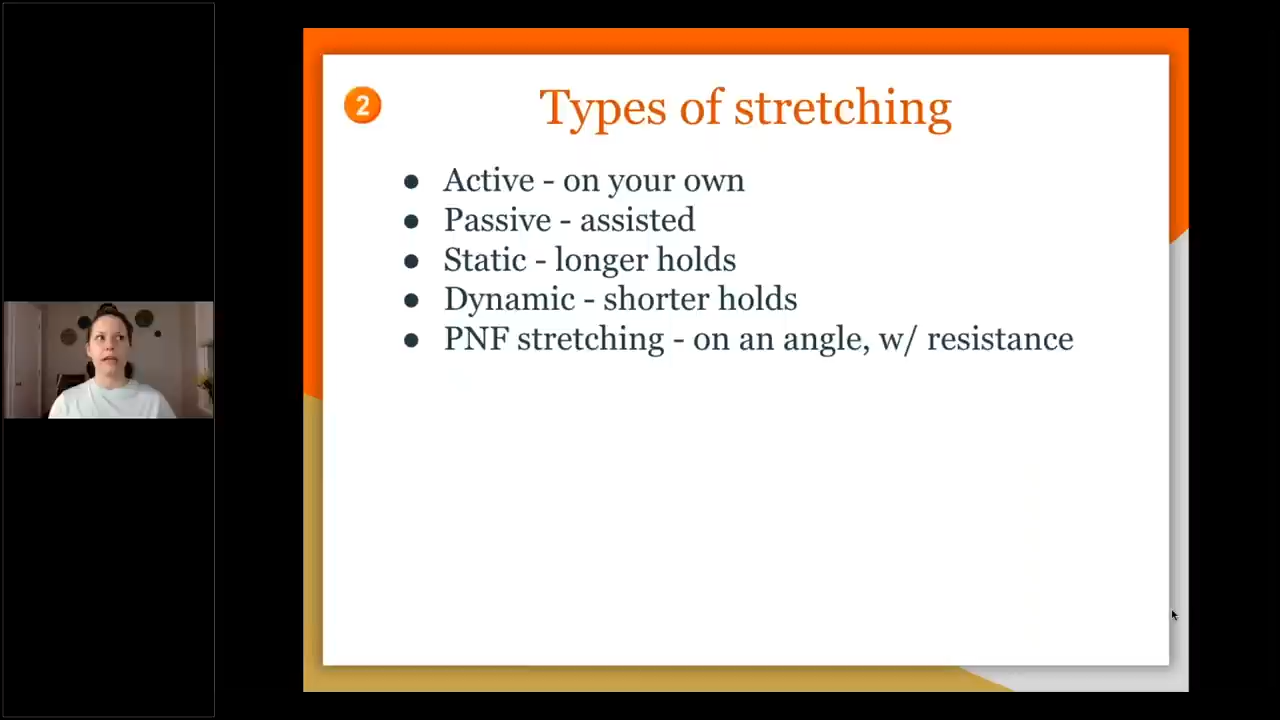 2
Types of stretching
● Active - on your own
● Passive - assisted
● Static - longer holds
● Dynamic - shorter holds
● PNF stretching - on an angle, w/ resistance